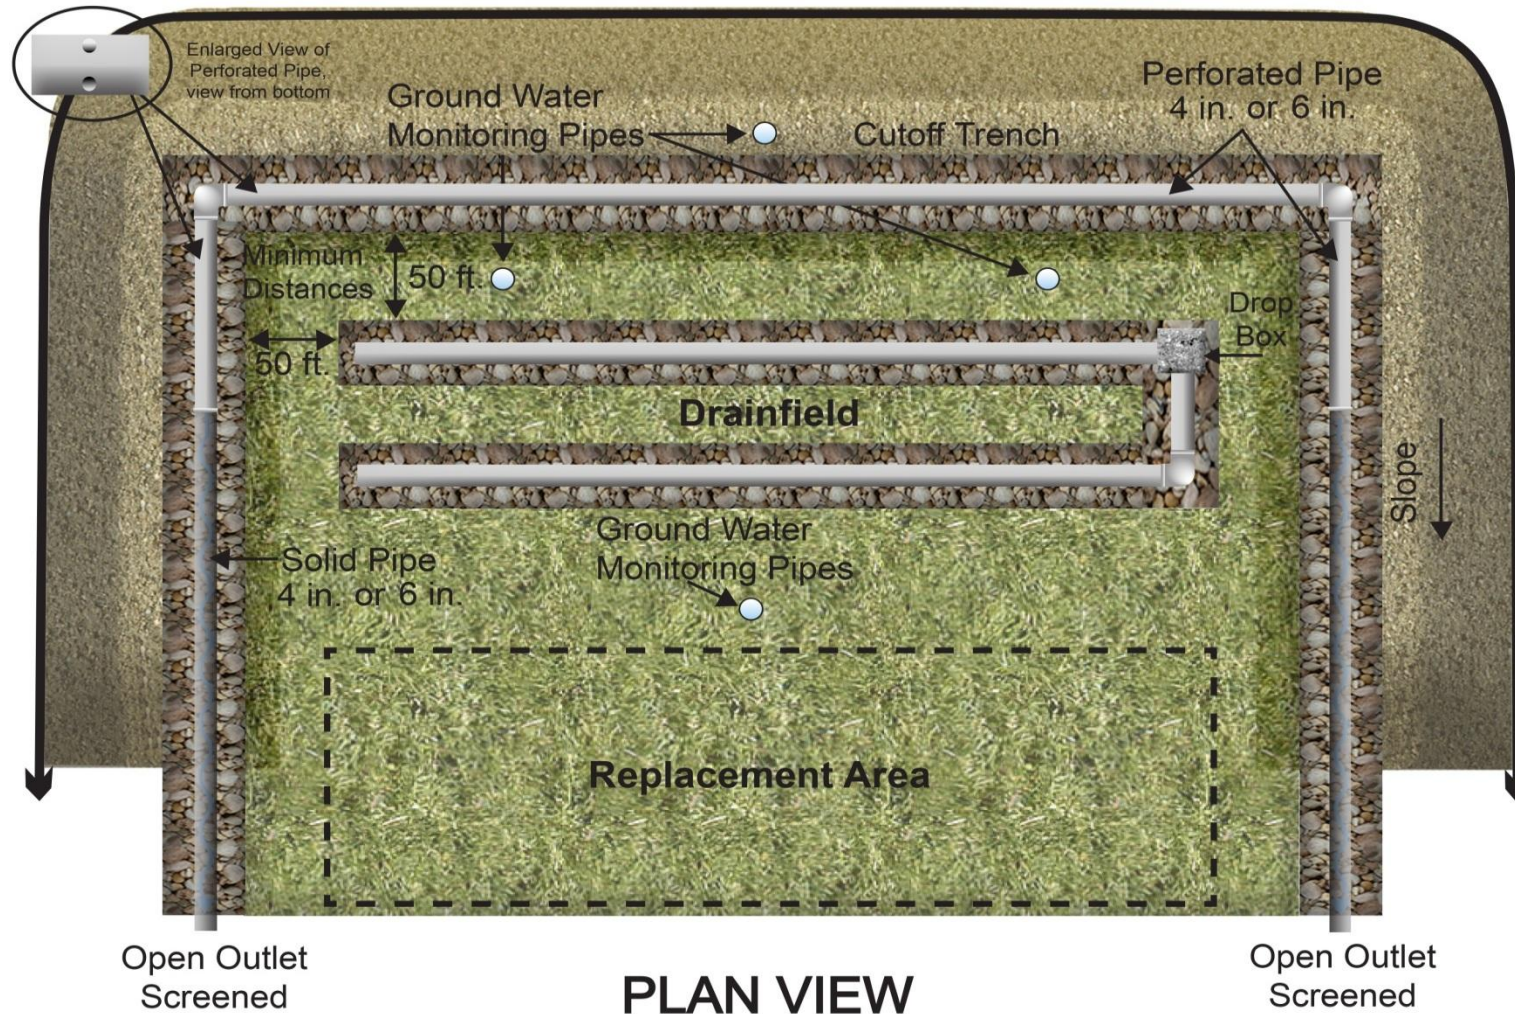 Enlarged View of
Perforated Pipe,
view from bottom
Ground Water
Monitoring Pipes
Cutoff Trench
Perforated Pipe
4 in. or 6 in.
Minimum
Distances
50 ft.
50 ft.
Drop
Box
Drainfield
Slope
Ground Water
Monitoring Pipes
Solid Pipe
4 in. or 6 in.
Replacement Area
Open Outlet
Screened
PLAN VIEW
Open Outlet
Screened